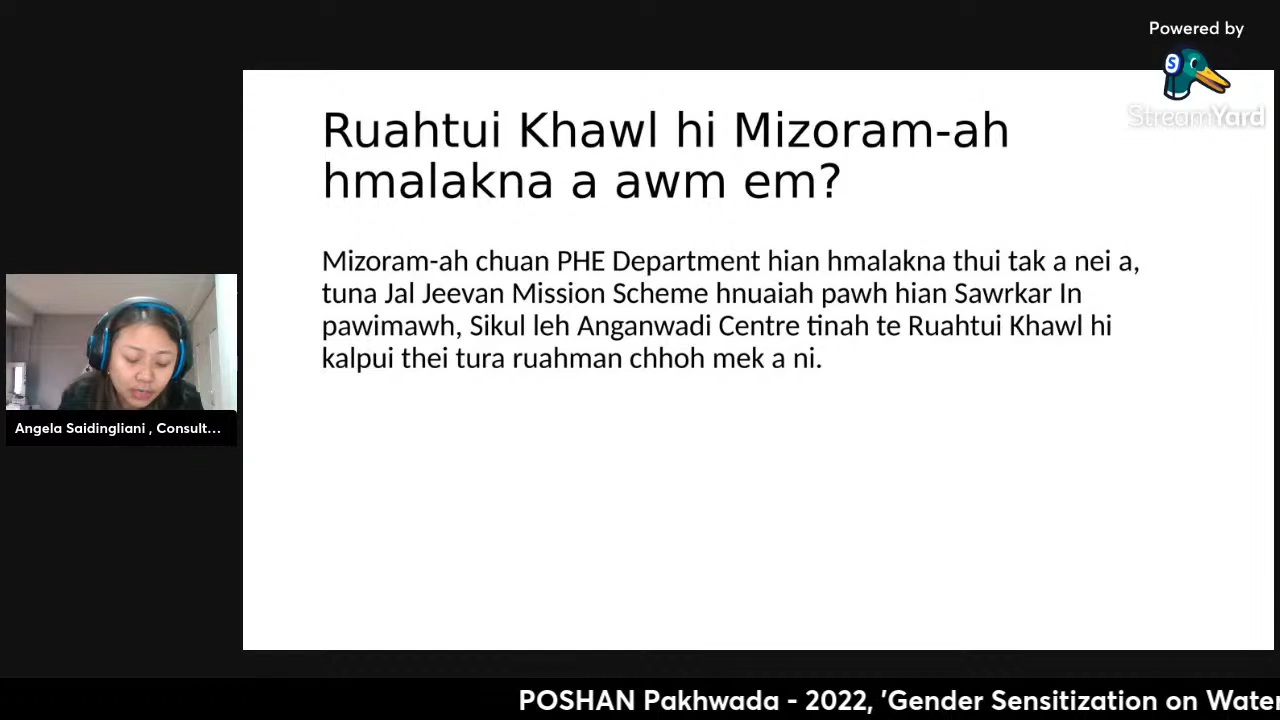 Powered by
StreamYard
Ruahtui Khawl hi Mizoram-ah
hmalakna a awm em?
Mizoram-ah chuan PHE Department hian hmalakna thui tak a nei a,
tuna Jal Jeevan Mission Scheme hnuaiah pawh hian Sawrkar In
pawimawh, Sikul leh Anganwadi Centre tinah te Ruahtui Khawl hi
kalpui thei tura ruahman chhoh mek a ni.
Angela Saidingliani , Consult...
POSHAN Pakhwada - 2022, 'Gender Sensitization on Water